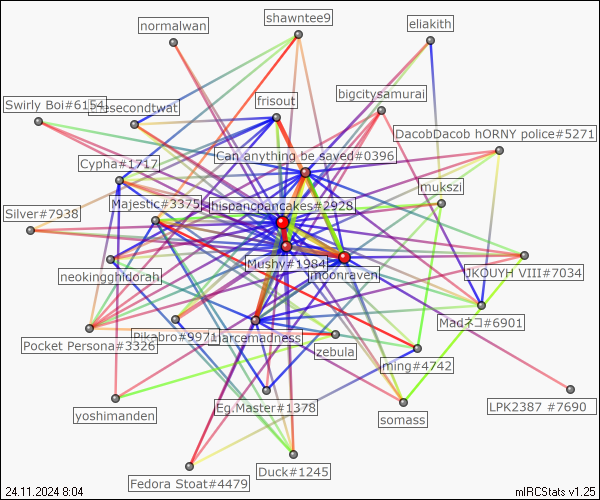 shawntee9
normalwan
eliakith
bigcitysamurai
frisout
Swirly Boi#6154
thesecondtwat
DacobDacob hORNY police#5271
Can anything be saved#0396
Cypha#1717
mukszi
Majestic#3375
hispancpancakes#2928
Silver#7938
Mushy#1984
moonraven
JKOUYH VIII#7034
neokingghidorah
Madネコ#6901
Pikabro#9971
narcemadness
Pocket Persona#3326
zebula
ming#4742
Eg.Master#1378
LPK2387 #7690
yoshimanden
somass
Duck#1245
Fedora Stoat#4479
24.11.2024 8:04
mIRCStats v1.25